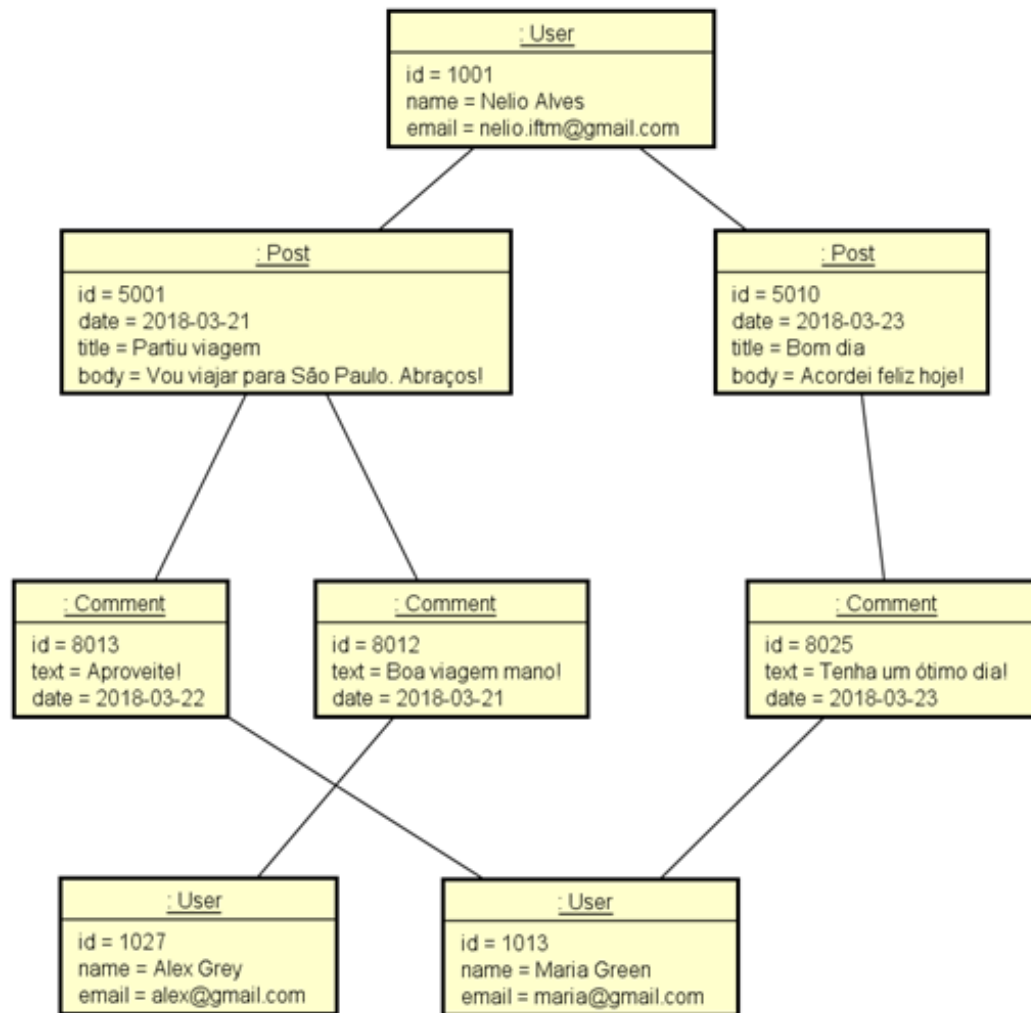 : User
id = 1001
name = Nelio Alves
email = nelio.iftm@gmail.com
: Post
id = 5001
date = 2018-03-21
title = Partiu viagem
body = Vou viajar para São Paulo. Abraços!
: Post
id = 5010
date = 2018-03-23
title = Bom dia
body = Acordei feliz hoje!
: Comment
id = 8013
text = Aproveite!
date = 2018-03-22
: Comment
id = 8012
text = Boa viagem mano!
date = 2018-03-21
: Comment
id = 8025
text = Tenha um ótimo dia!
date = 2018-03-23
: User
id = 1027
name = Alex Grey
email = alex@gmail.com
: User
id = 1013
name = Maria Green
email = maria@gmail.com